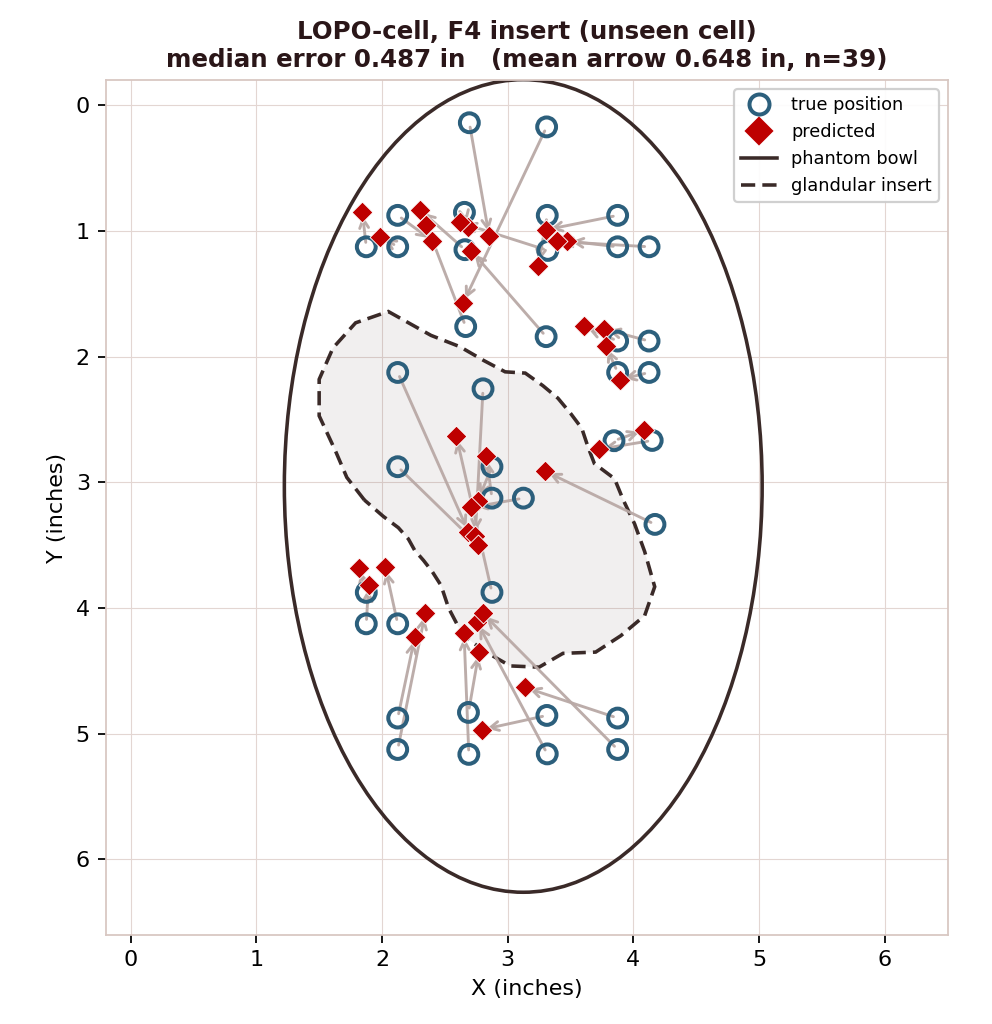 LOPO-cell, F4 insert (unseen cell)
median error 0.487 in   (mean arrow 0.648 in, n=39)
true position
predicted
phantom bowl
glandular insert
0
1
2
3
4
5
6
Y (inches)
0 1 2 3 4 5 6
X (inches)